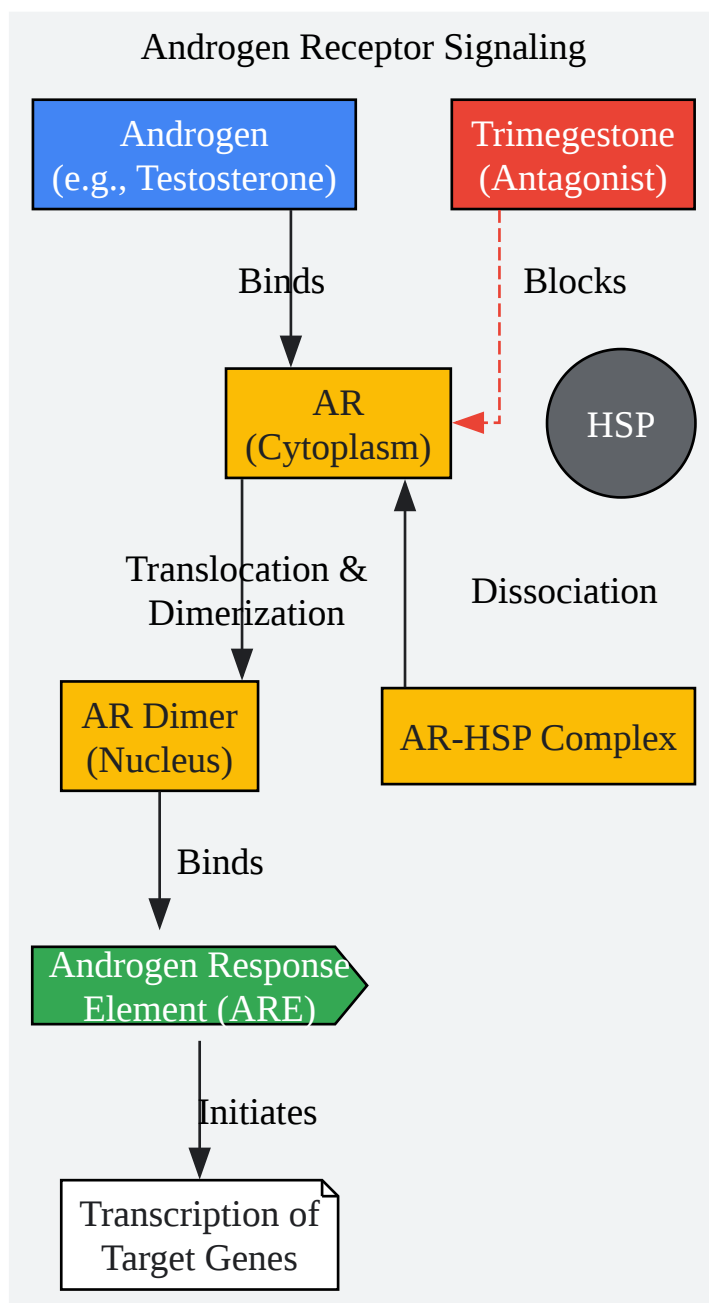 Androgen Receptor Signaling
Androgen
(e.g., Testosterone)
Trimegestone
(Antagonist)
Binds
Blocks
AR
(Cytoplasm)
HSP
Translocation &
Dimerization
Dissociation
AR Dimer
(Nucleus)
AR-HSP Complex
Binds
Androgen Response
Element (ARE)
Initiates
Transcription of
Target Genes